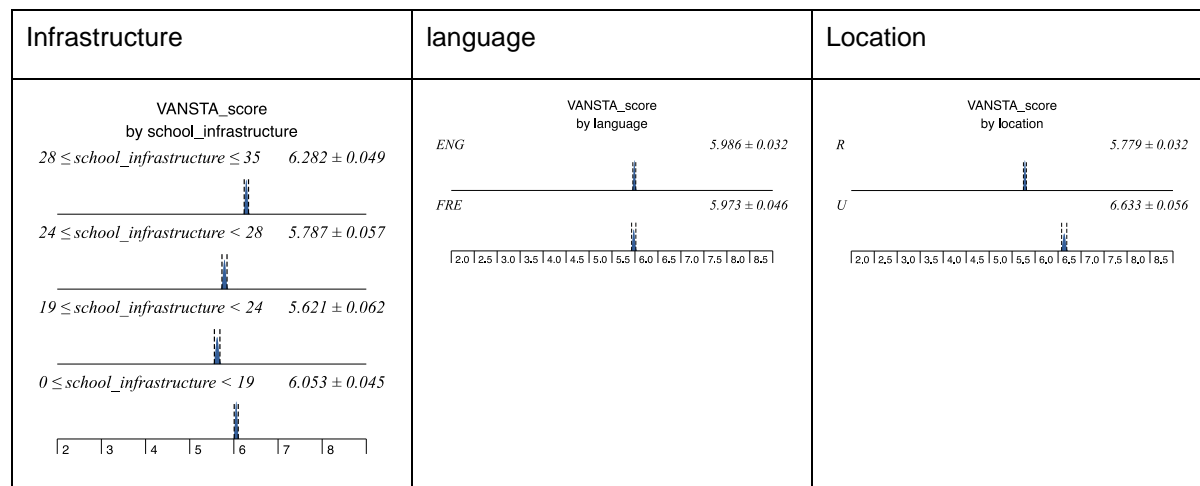 Infrastructure
language
Location
VANSTA_score
by school_infrastructure
28 ≤ school_infrastructure ≤ 35 6.282 ± 0.049
24 ≤ school_infrastructure < 28 5.787 ± 0.057
19 ≤ school_infrastructure < 24 5.621 ± 0.062
0 ≤ school_infrastructure < 19 6.053 ± 0.045
2 3 4 5 6 7 8
VANSTA_score
by language
ENG 5.986 ± 0.032
FRE 5.973 ± 0.046
2.0 2.5 3.0 3.5 4.0 4.5 5.0 5.5 6.0 6.5 7.0 7.5 8.0 8.5
VANSTA_score
by location
R 5.779 ± 0.032
U 6.633 ± 0.056
2.0 2.5 3.0 3.5 4.0 4.5 5.0 5.5 6.0 6.5 7.0 7.5 8.0 8.5